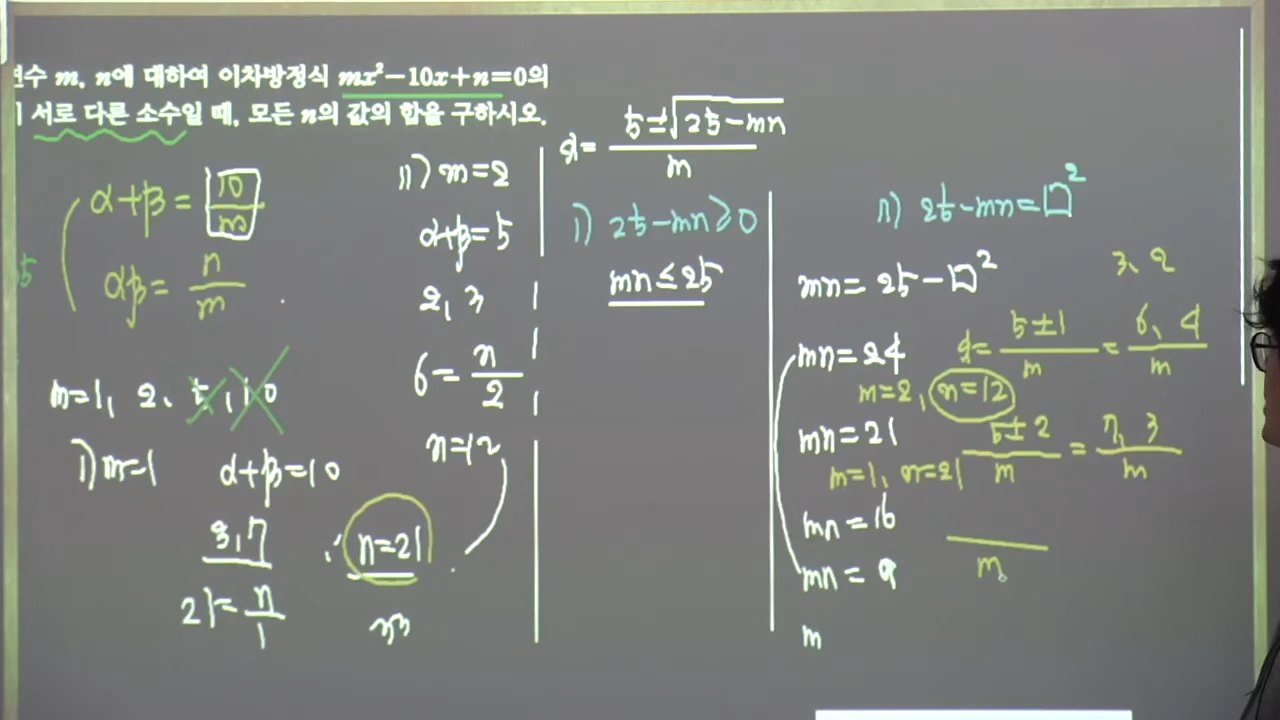 연수 m, n에 대하여 이차방정식 mx²-10x+n=0의
서로 다른 소수일 때, 모든 n의 값의 합을 구하시오.
α+β = 10/m
αβ = n/m
m=1, 2, 5, 10
i) m=1
α+β=10
3, 7
21 = n/1
∴ n=21
ii) m=2
α+β=5
2, 3
6 = n/2
n=12
x = (5±√(25-mn))/m
i) 25-mn≥0
mn≤25
ii) 25-mn=□²
mn = 25-□²
3, 2
mn=24
x = (5±1)/m = (6, 4)/m
m=2, n=12
mn=21
(5±2)/m = (7, 3)/m
m=1, n=21
mn=16
mn=9
m
m